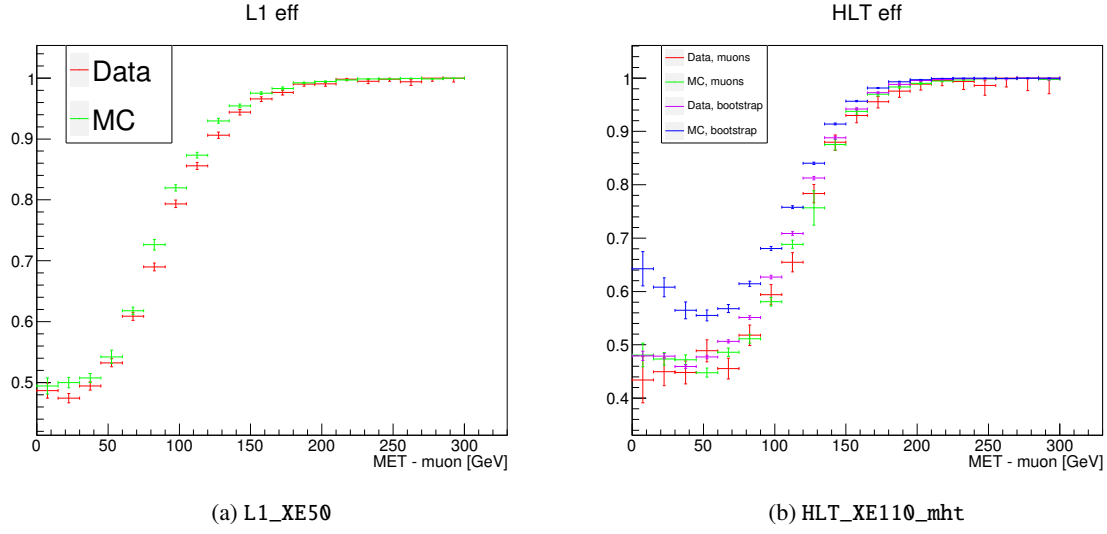 L1 eff
Data
MC
1
0.9
0.8
0.7
0.6
0.5
0 50 100 150 200 250 300
MET - muon [GeV]
(a) L1_XE50
HLT eff
Data, muons
MC, muons
Data, bootstrap
MC, bootstrap
1
0.9
0.8
0.7
0.6
0.5
0.4
0 50 100 150 200 250 300
MET - muon [GeV]
(b) HLT_XE110_mht